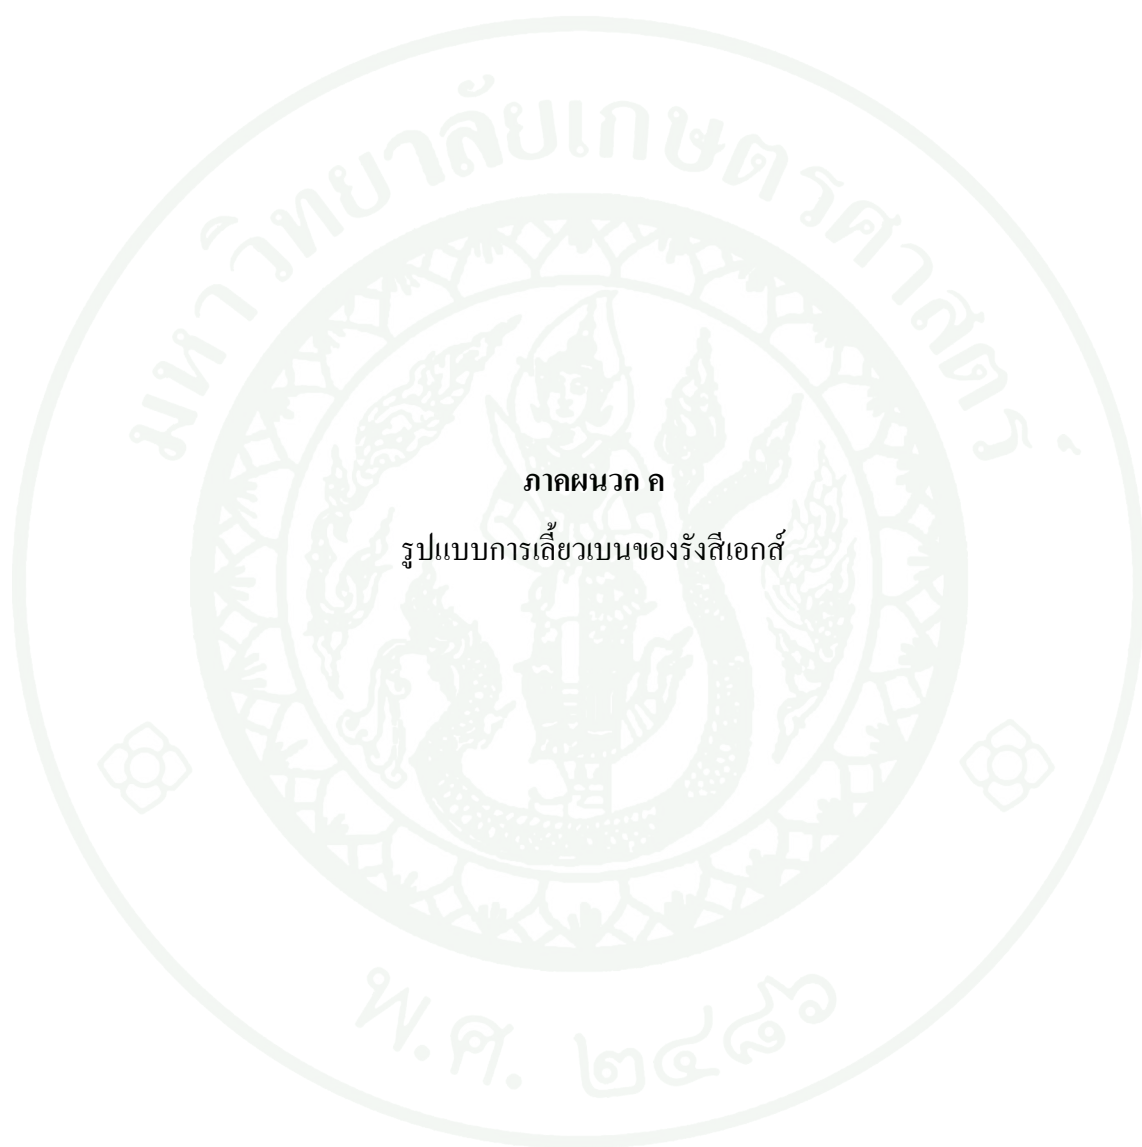 มหาวิทยาลัยเกษตรศาสตร์
ภาคผนวก ค
รูปแบบการเลี้ยวเบนของรังสีเอกส์
พ.ศ. ๒๔๘๖